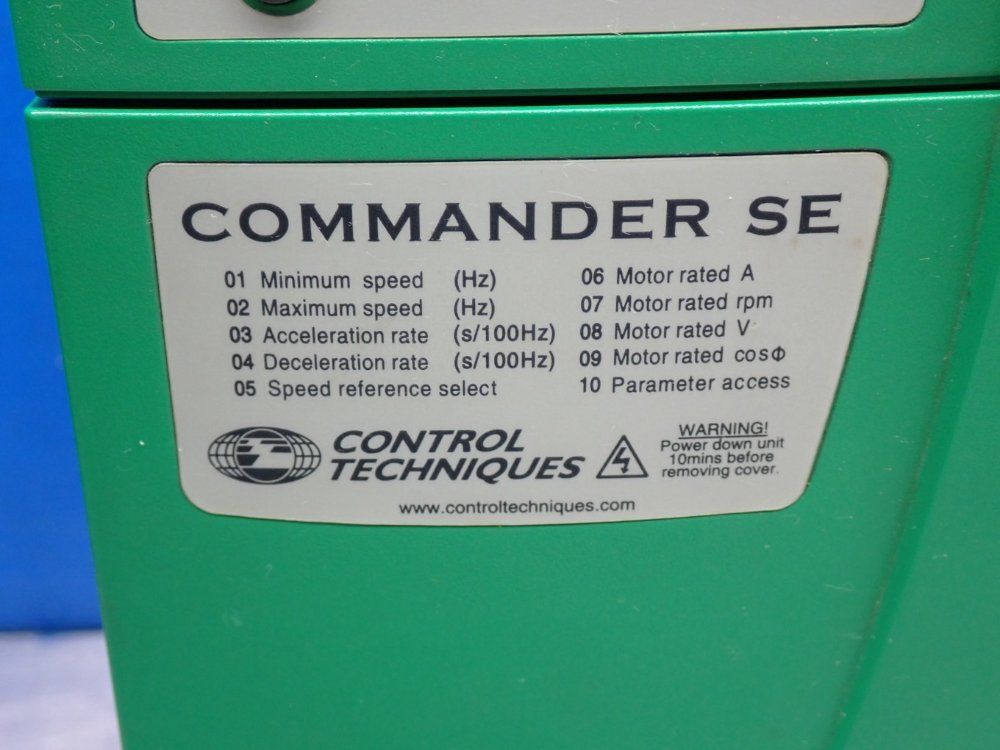 COMMANDER SE
01 Minimum speed (Hz)
02 Maximum speed (Hz)
03 Acceleration rate (s/100Hz)
04 Deceleration rate (s/100Hz)
05 Speed reference select
06 Motor rated A
07 Motor rated rpm
08 Motor rated V
09 Motor rated cosΦ
10 Parameter access
CONTROL
TECHNIQUES
WARNING!
Power down unit
10mins before
removing cover.
www.controltechniques.com